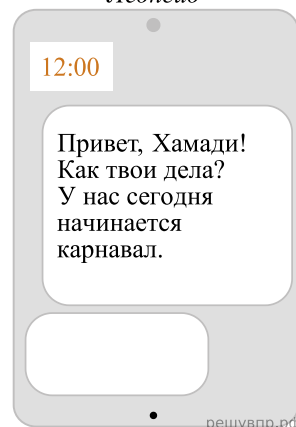 12:00
Привет, Хамади!
Как твои дела?
У нас сегодня
начинается
карнавал.
решувпр.рф